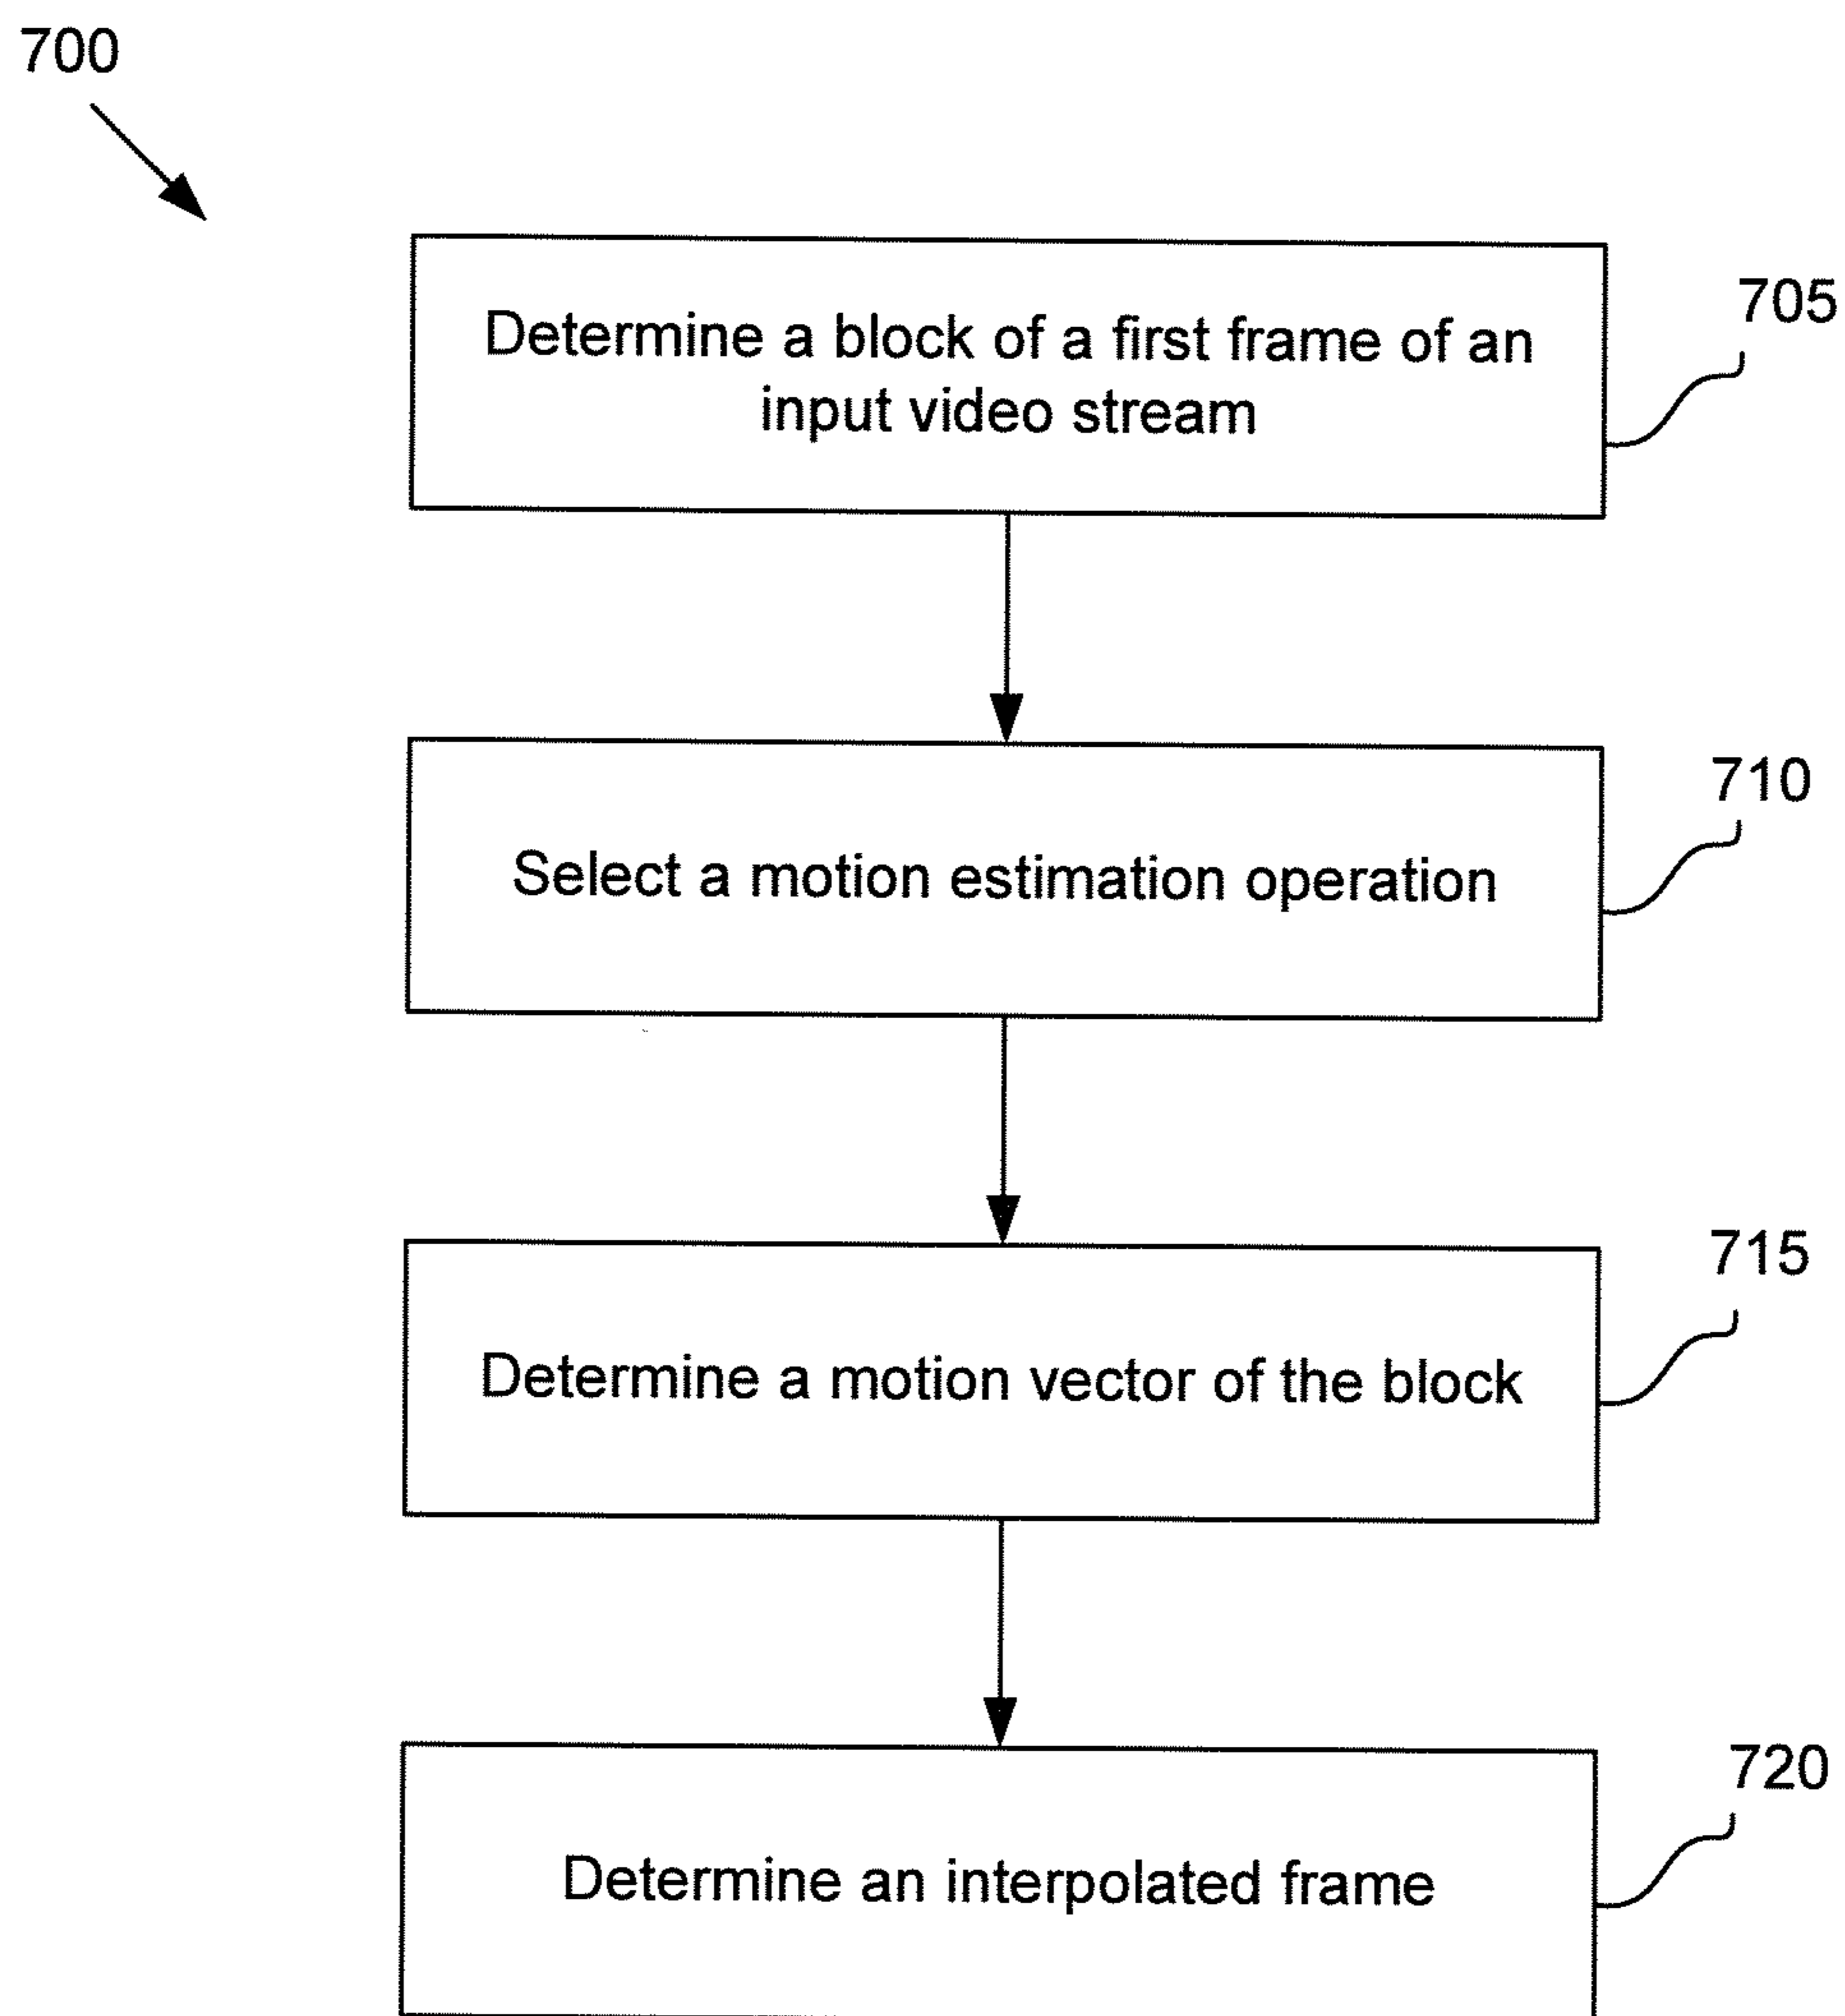 700
Determine a block of a first frame of an
input video stream
705
Select a motion estimation operation
710
Determine a motion vector of the block
715
Determine an interpolated frame
720